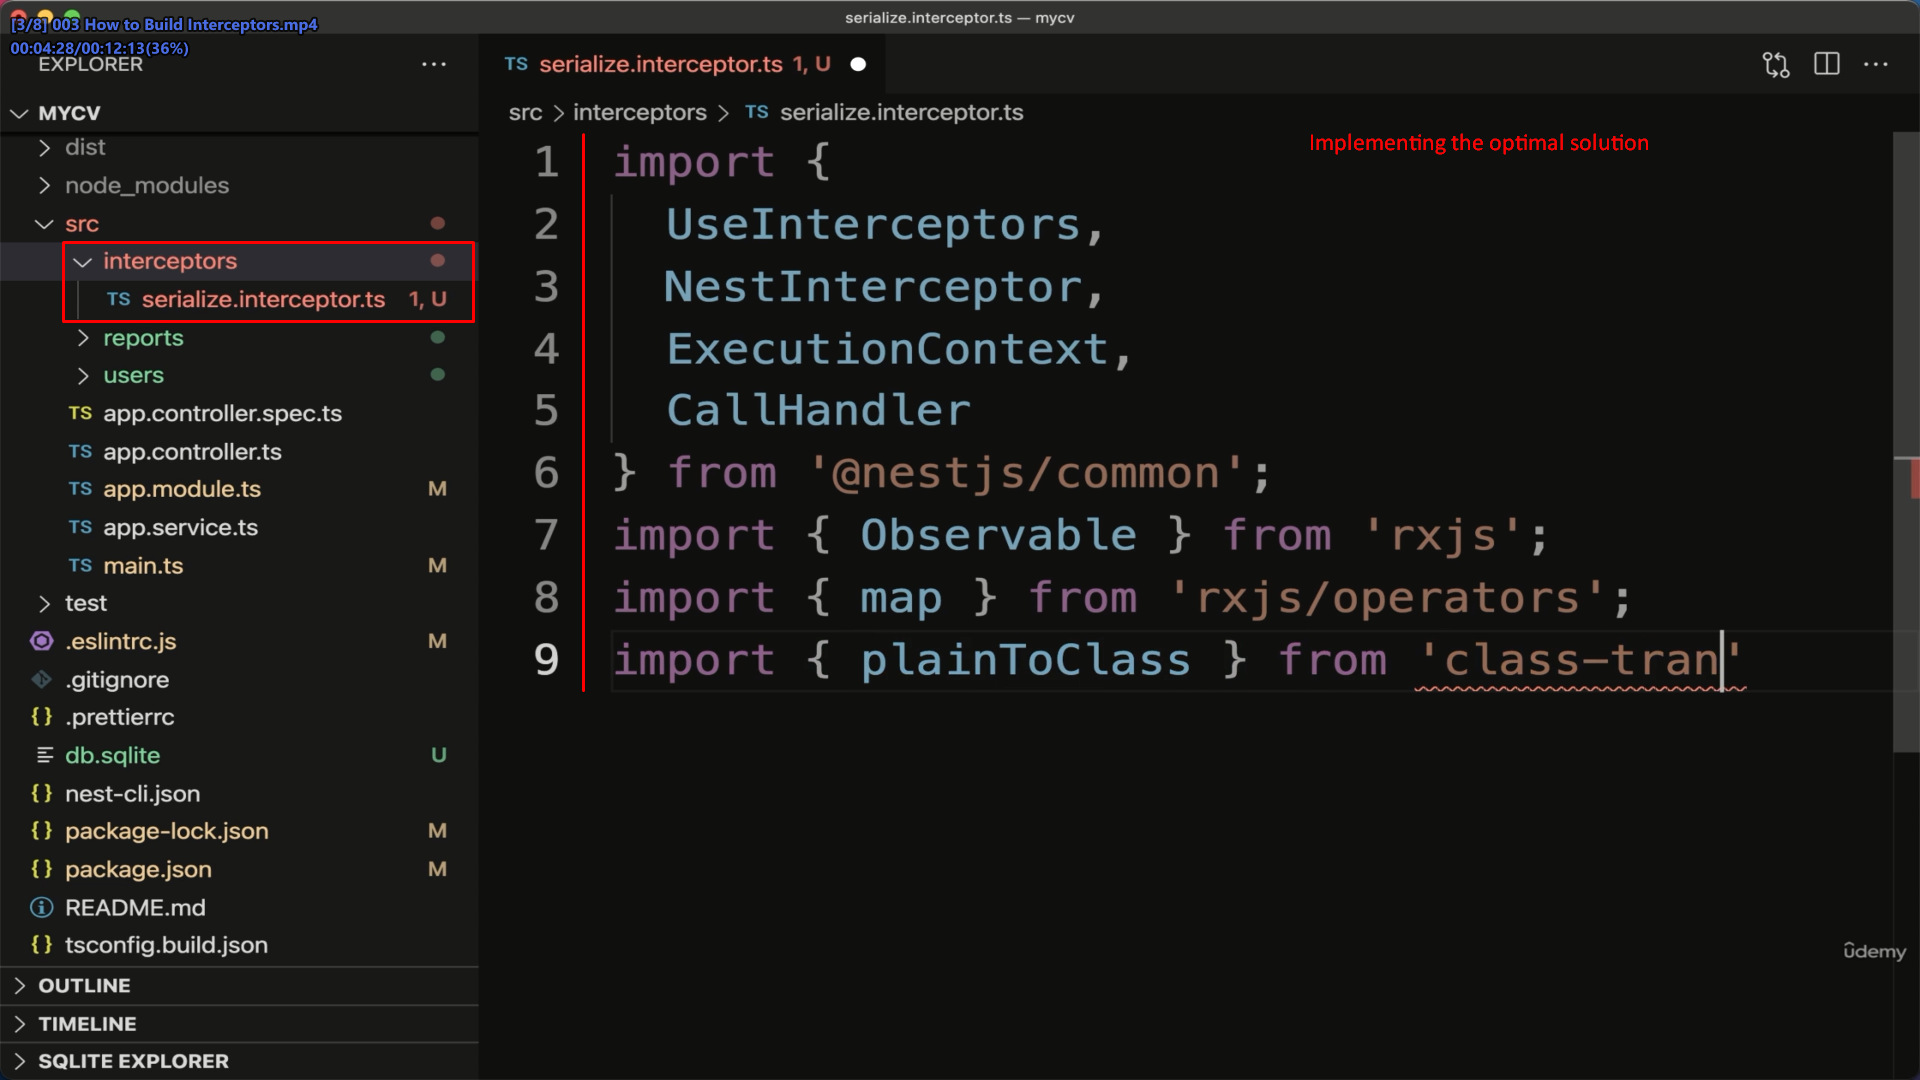 serialize.interceptor.ts — mycv
[3/8] 003 How to Build Interceptors.mp4
00:04:28/00:12:13(36%)
EXPLORER
MYCV
dist
node_modules
src
interceptors
TS serialize.interceptor.ts 1, U
reports
users
TS app.controller.spec.ts
TS app.controller.ts
TS app.module.ts M
TS app.service.ts
TS main.ts M
test
.eslintrc.js M
.gitignore
{} .prettierrc
db.sqlite U
{} nest-cli.json
{} package-lock.json M
{} package.json M
README.md
{} tsconfig.build.json
OUTLINE
TIMELINE
SQLITE EXPLORER
TS serialize.interceptor.ts 1, U
src > interceptors > TS serialize.interceptor.ts
Implementing the optimal solution
1 import {
2 UseInterceptors,
3 NestInterceptor,
4 ExecutionContext,
5 CallHandler
6 } from '@nestjs/common';
7 import { Observable } from 'rxjs';
8 import { map } from 'rxjs/operators';
9 import { plainToClass } from 'class-tran'
ûdemy